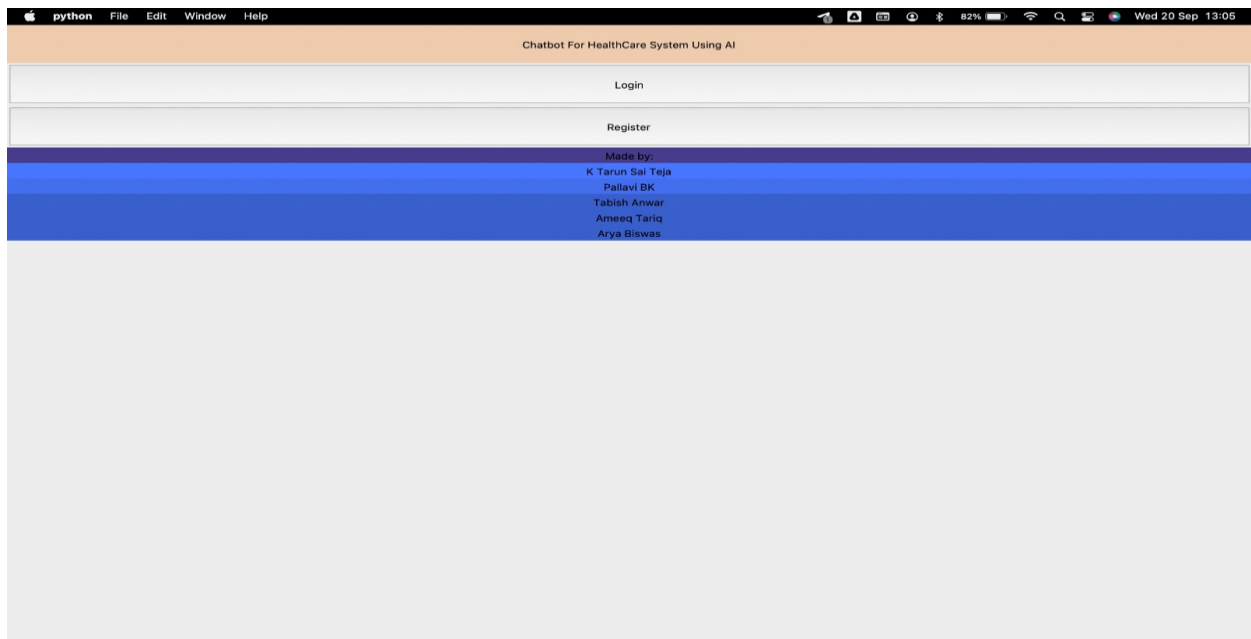 python File Edit Window Help 82% Wed 20 Sep 13:05
Chatbot For HealthCare System Using AI
Login
Register
Made by:
K Tarun Sai Teja
Pallavi BK
Tabish Anwar
Ameeq Tariq
Arya Biswas